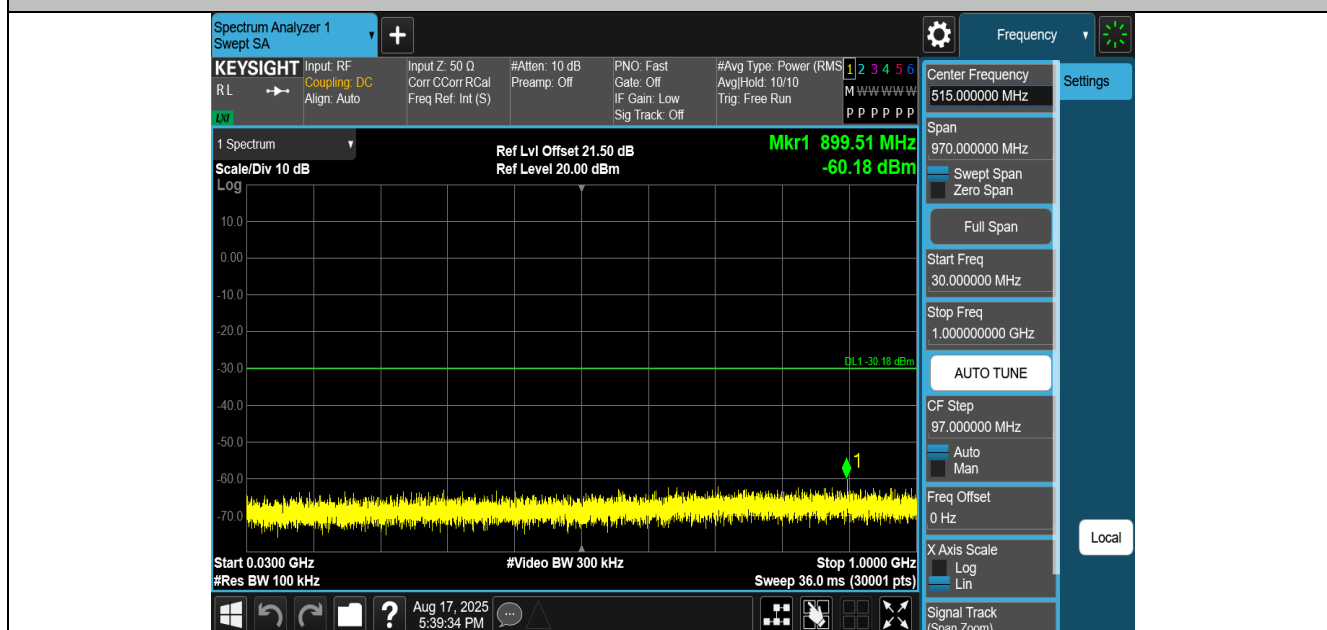 Spectrum Analyzer 1
Swept SA
+
Frequency
KEYSIGHT
R L
LXI
Input: RF
Coupling: DC
Align: Auto
Input Z: 50 Ω
Corr CCorr RCal
Freq Ref: Int (S)
#Atten: 10 dB
Preamp: Off
PNO: Fast
Gate: Off
IF Gain: Low
Sig Track: Off
#Avg Type: Power (RMS
Avg|Hold: 10/10
Trig: Free Run
1 2 3 4 5 6
M W W W W W
P P P P P P
Center Frequency
515.000000 MHz
Settings
Span
970.000000 MHz
Swept Span
Zero Span
Full Span
Start Freq
30.000000 MHz
Stop Freq
1.000000000 GHz
AUTO TUNE
CF Step
97.000000 MHz
Auto
Man
Freq Offset
0 Hz
X Axis Scale
Log
Lin
Signal Track
(Span Zoom)
Local
1 Spectrum
Scale/Div 10 dB
Ref Lvl Offset 21.50 dB
Ref Level 20.00 dBm
Mkr1 899.51 MHz
-60.18 dBm
Log
10.0
0.00
-10.0
-20.0
-30.0
DL1 -30.18 dBm
-40.0
-50.0
1
-60.0
-70.0
Start 0.0300 GHz
#Video BW 300 kHz
Stop 1.0000 GHz
#Res BW 100 kHz
Sweep 36.0 ms (30001 pts)
?
Aug 17, 2025
5:39:34 PM